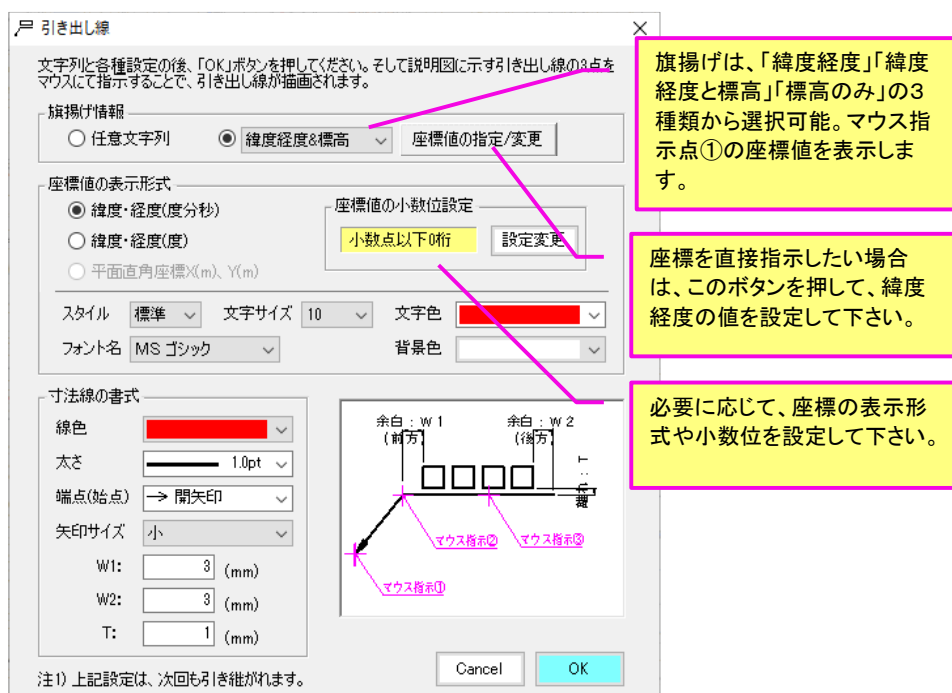 引き出し線
文字列と各種設定の後、「OK」ボタンを押してください。そして説明図に示す引き出し線の3点を
マウスにて指示することで、引き出し線が描画されます。
旗揚げ情報
任意文字列
緯度経度&標高
座標値の指定/変更
座標値の表示形式
緯度・経度(度分秒)
緯度・経度(度)
平面直角座標X(m)、Y(m)
座標値の小数位設定
小数点以下0桁
設定変更
スタイル 標準 文字サイズ 10 文字色
フォント名 MS ゴシック 背景色
寸法線の書式
線色
太さ 1.0pt
端点(始点) 開矢印
矢印サイズ 小
W1: 3 (mm)
W2: 3 (mm)
T: 1 (mm)
余白:W1
(前方)
余白:W2
(後方)
離れ:T
マウス指示②
マウス指示③
マウス指示①
注1) 上記設定は、次回も引き継がれます。
Cancel
OK
旗揚げは、「緯度経度」「緯度
経度と標高」「標高のみ」の3
種類から選択可能。マウス指
示点①の座標値を表示しま
す。
座標を直接指示したい場合
は、このボタンを押して、緯度
経度の値を設定して下さい。
必要に応じて、座標の表示形
式や小数位を設定して下さい。